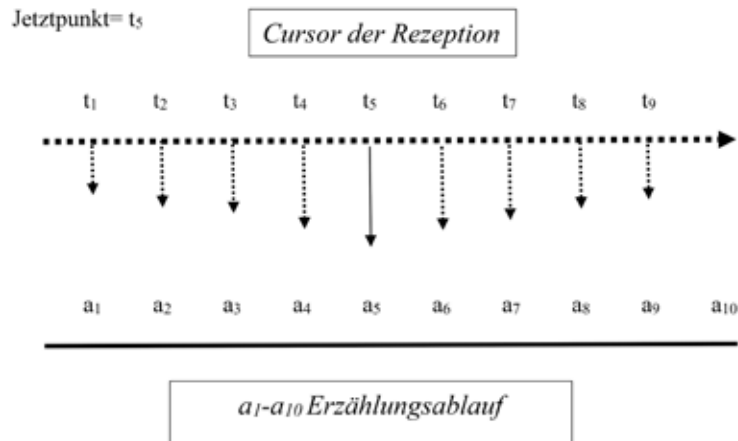 Jetztpunkt= t₅
Cursor der Rezeption
t₁ t₂ t₃ t₄ t₅ t₆ t₇ t₈ t₉
a₁ a₂ a₃ a₄ a₅ a₆ a₇ a₈ a₉ a₁₀
a₁-a₁₀ Erzählungsablauf